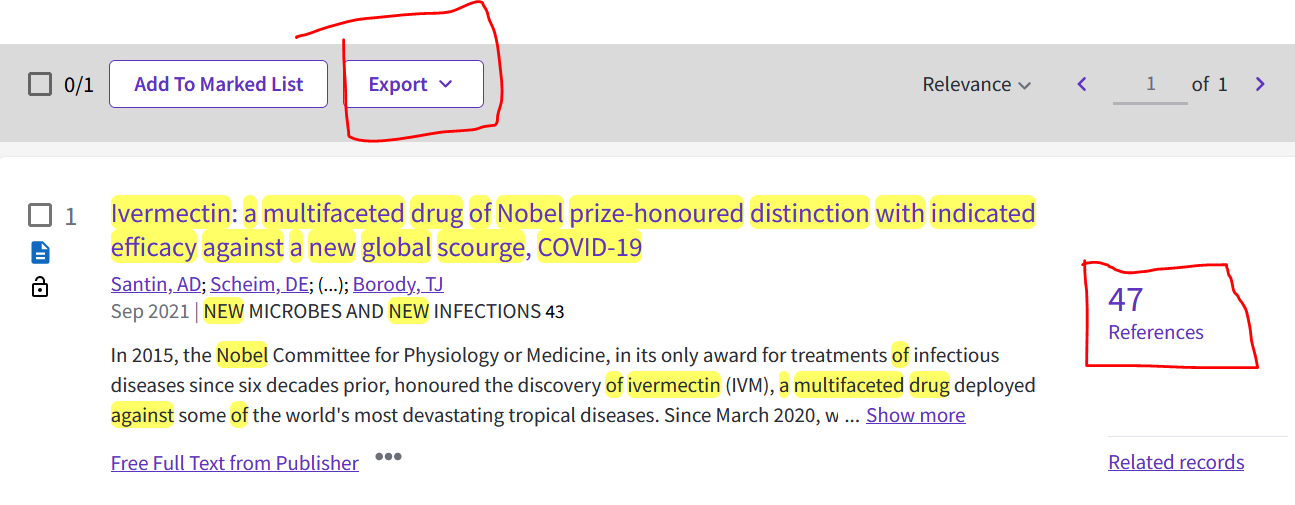 0/1 Add To Marked List Export Relevance 1 of 1
1 Ivermectin: a multifaceted drug of Nobel prize-honoured distinction with indicated
efficacy against a new global scourge, COVID-19
Santin, AD; Scheim, DE; (...); Borody, TJ
Sep 2021 | NEW MICROBES AND NEW INFECTIONS 43
47
References
In 2015, the Nobel Committee for Physiology or Medicine, in its only award for treatments of infectious
diseases since six decades prior, honoured the discovery of ivermectin (IVM), a multifaceted drug deployed
against some of the world's most devastating tropical diseases. Since March 2020, w ... Show more
Free Full Text from Publisher •••
Related records